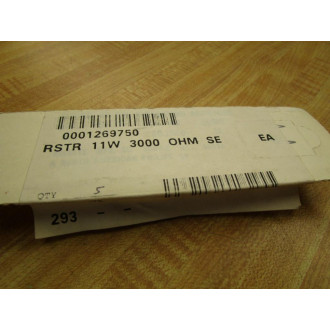 0001269750
RSTR 11W 3000 OHM SE EA
QTY 5
293 - -